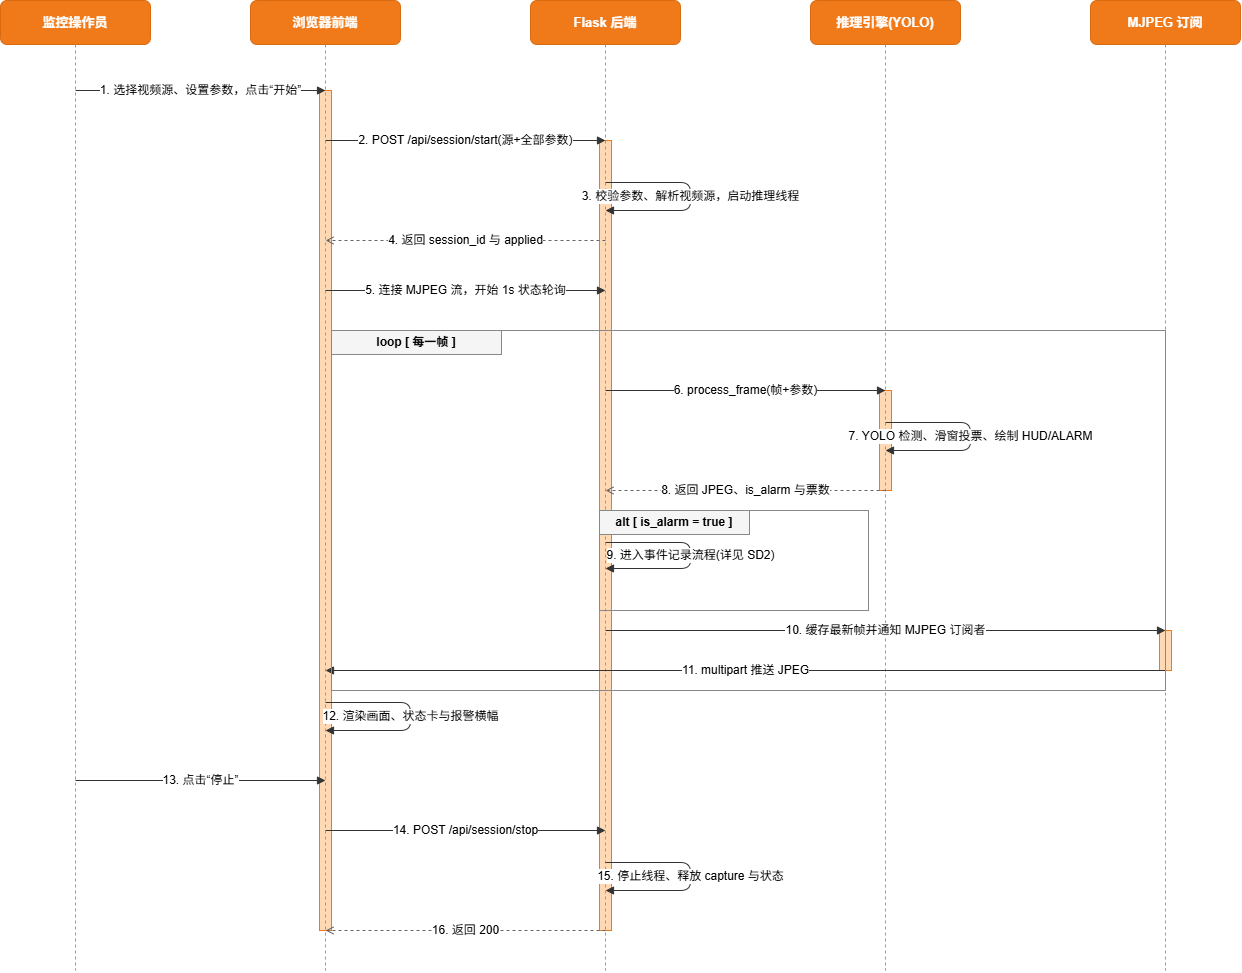 监控操作员
浏览器前端
Flask 后端
推理引擎(YOLO)
MJPEG 订阅
1. 选择视频源、设置参数，点击“开始”
2. POST /api/session/start(源+全部参数)
3. 校验参数、解析视频源，启动推理线程
4. 返回 session_id 与 applied
5. 连接 MJPEG 流，开始 1s 状态轮询
loop [ 每一帧 ]
6. process_frame(帧+参数)
7. YOLO 检测、滑窗投票、绘制 HUD/ALARM
8. 返回 JPEG、is_alarm 与票数
alt [ is_alarm = true ]
9. 进入事件记录流程(详见 SD2)
10. 缓存最新帧并通知 MJPEG 订阅者
11. multipart 推送 JPEG
12. 渲染画面、状态卡与报警横幅
13. 点击“停止”
14. POST /api/session/stop
15. 停止线程、释放 capture 与状态
16. 返回 200